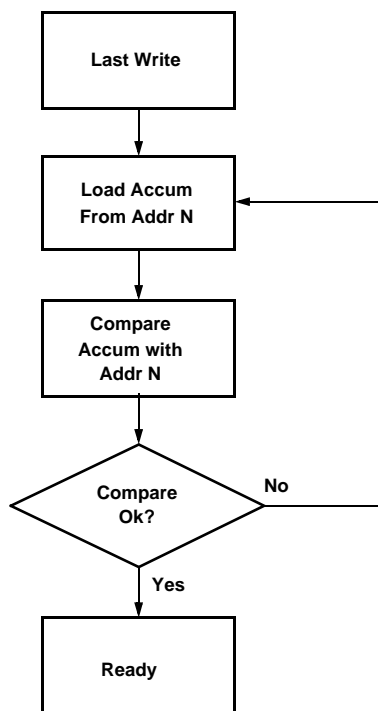 Last Write
Load Accum
From Addr N
Compare
Accum with
Addr N
Compare
Ok?
No
Yes
Ready